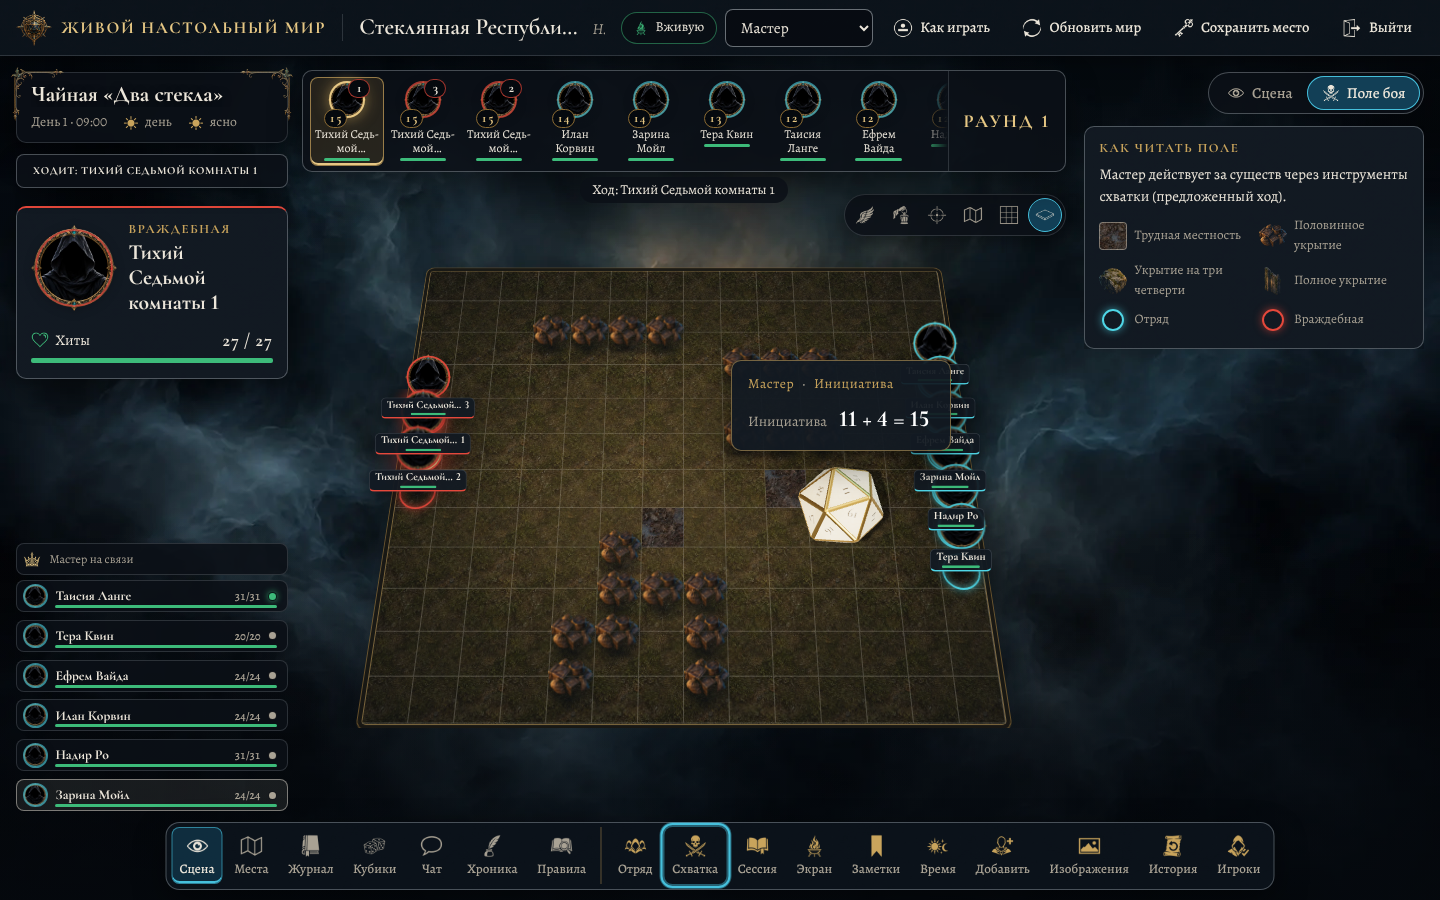 ЖИВОЙ НАСТОЛЬНЫЙ МИР
Стеклянная Республи...
Н.
Вживую
Мастер
Как играть
Обновить мир
Сохранить место
Выйти
Чайная «Два стекла»
День 1 · 09:00
день
ясно
ХОДИТ: ТИХИЙ СЕДЬМОЙ КОМНАТЫ 1
ВРАЖДЕБНАЯ
Тихий
Седьмой
комнаты 1
Хиты
27 / 27
1
15
Тихий Седь-
мой...
3
15
Тихий Седь-
мой...
2
15
Тихий Седь-
мой...
14
Илан
Корвин
14
Зарина
Мойл
13
Тера Квин
12
Таисия
Ланге
12
Ефрем
Вайда
РАУНД 1
Ход: Тихий Седьмой комнаты 1
Сцена
Поле боя
КАК ЧИТАТЬ ПОЛЕ
Мастер действует за существ через инструменты
схватки (предложенный ход).
Трудная местность
Половинное
укрытие
Укрытие на три
четверти
Полное укрытие
Отряд
Враждебная
Тихий Седьмой... 3
Тихий Седьмой... 1
Тихий Седьмой... 2
Мастер · Инициатива
Инициатива 11 + 4 = 15
Зарина Мойл
Надир Ро
Тера Квин
Мастер на связи
Таисия Ланге 31/31
Тера Квин 20/20
Ефрем Вайда 24/24
Илан Корвин 24/24
Надир Ро 31/31
Зарина Мойл 24/24
Сцена
Места
Журнал
Кубики
Чат
Хроника
Правила
Отряд
Схватка
Сессия
Экран
Заметки
Время
Добавить
Изображения
История
Игроки